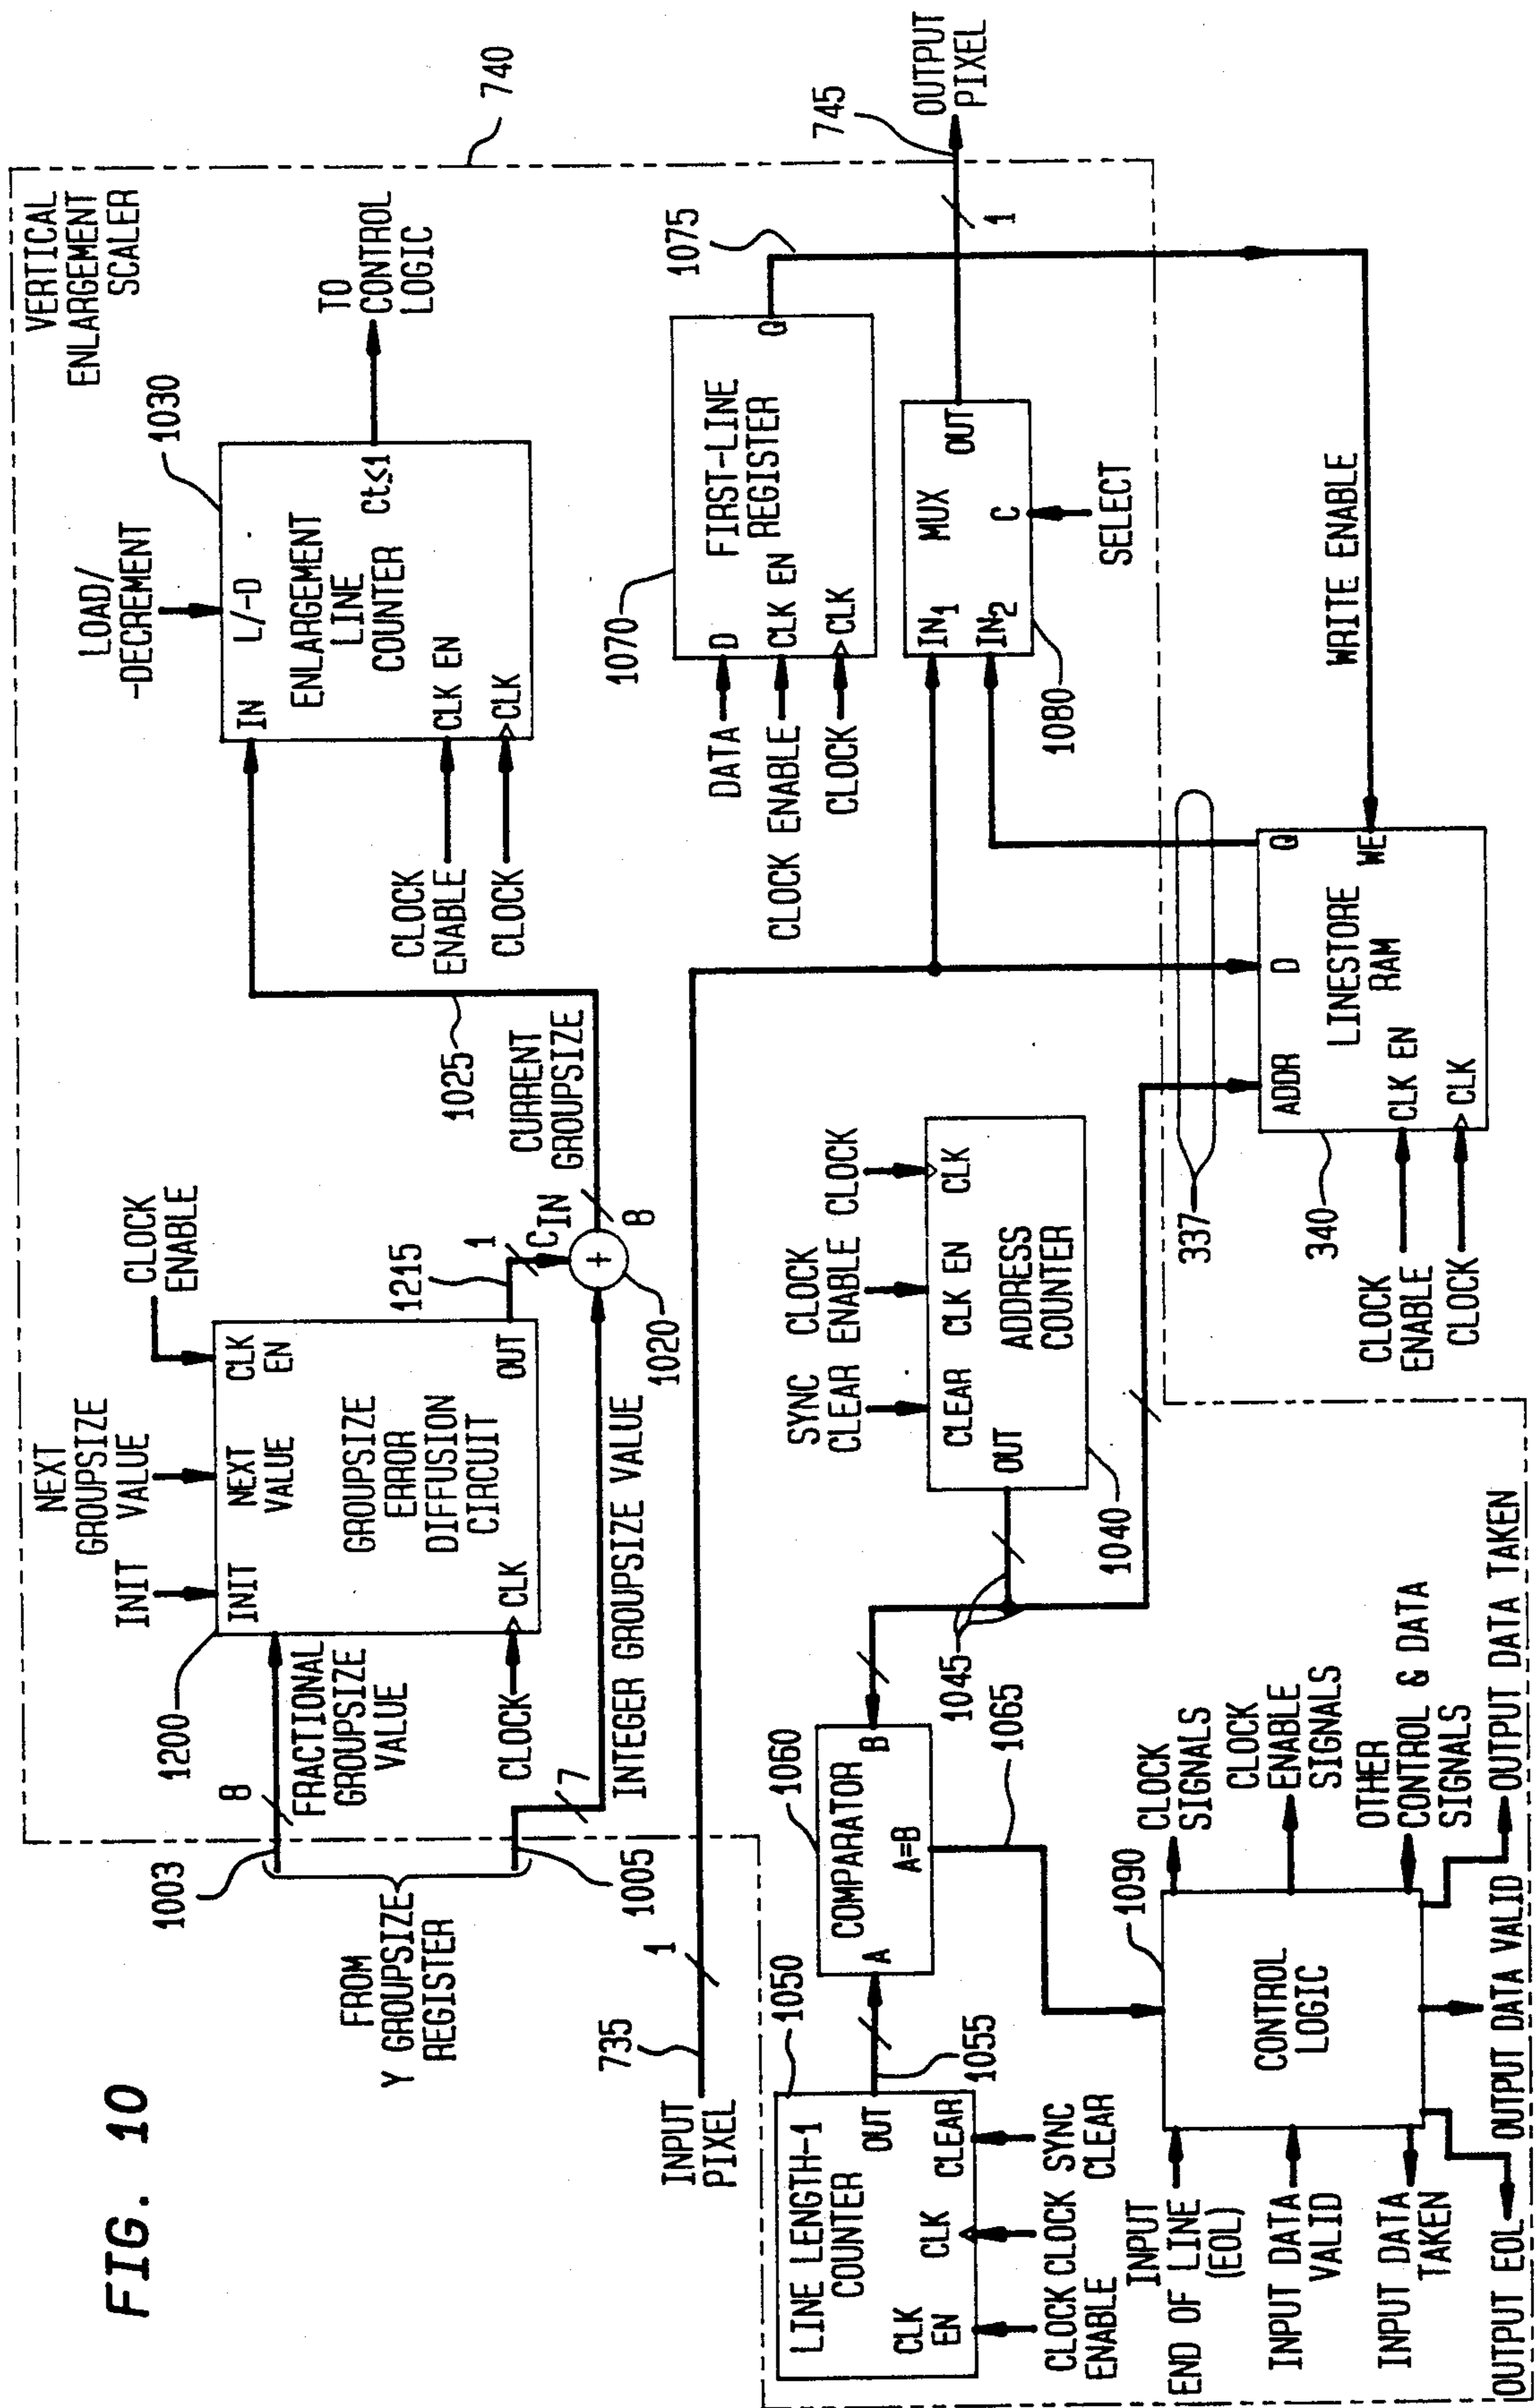 FIG. 10
VERTICAL
ENLARGEMENT
SCALER
740
FROM
Y GROUPSIZE
REGISTER
1003
1005
8
7
FRACTIONAL
GROUPSIZE
VALUE
INTEGER GROUPSIZE VALUE
1200
INIT
NEXT
GROUPSIZE
VALUE
CLOCK
ENABLE
INIT
NEXT
VALUE
CLK
EN
GROUPSIZE
ERROR
DIFFUSION
CIRCUIT
CLK
OUT
CLOCK
1215
1
CIN
+
1020
8
CURRENT
GROUPSIZE
1025
LOAD/
-DECREMENT
1030
IN
L/-D
ENLARGEMENT
LINE
COUNTER
CLK EN
CLK
Ct≤1
CLOCK
ENABLE
CLOCK
TO
CONTROL
LOGIC
INPUT
PIXEL
735
1
1070
D
FIRST-LINE
REGISTER
CLK EN
CLK
Q
DATA
CLOCK ENABLE
CLOCK
1075
IN1
MUX
OUT
IN2
C
1080
SELECT
745
1
OUTPUT
PIXEL
1050
LINE LENGTH-1
COUNTER
OUT
CLK
EN
CLK
CLEAR
CLOCK
ENABLE
CLOCK
SYNC
CLEAR
1055
1060
COMPARATOR
A
B
A=B
1065
1045
SYNC
CLEAR
CLOCK
ENABLE
CLOCK
CLEAR
CLK EN
CLK
OUT
ADDRESS
COUNTER
1040
337
340
ADDR
D
Q
LINESTORE
RAM
CLK EN
WE
CLK
CLOCK
ENABLE
CLOCK
WRITE ENABLE
1090
CONTROL
LOGIC
INPUT
END OF LINE
(EOL)
INPUT DATA
VALID
INPUT DATA
TAKEN
OUTPUT EOL
OUTPUT DATA VALID
OUTPUT DATA TAKEN
CLOCK
SIGNALS
CLOCK
ENABLE
SIGNALS
OTHER
CONTROL & DATA
SIGNALS